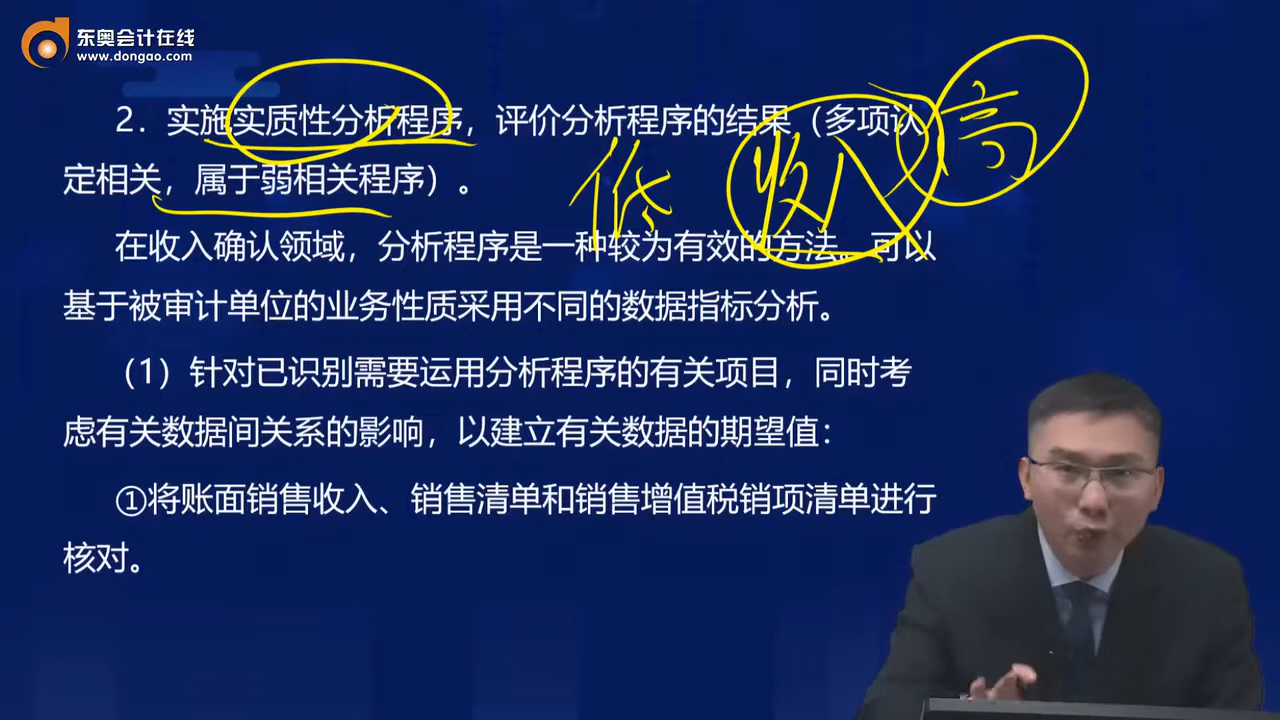 东奥会计在线
www.dongao.com
2．实施实质性分析程序，评价分析程序的结果（多项认
定相关，属于弱相关程序）。
低 收入 高
在收入确认领域，分析程序是一种较为有效的方法。可以
基于被审计单位的业务性质采用不同的数据指标分析。
（1）针对已识别需要运用分析程序的有关项目，同时考
虑有关数据间关系的影响，以建立有关数据的期望值：
①将账面销售收入、销售清单和销售增值税销项清单进行
核对。